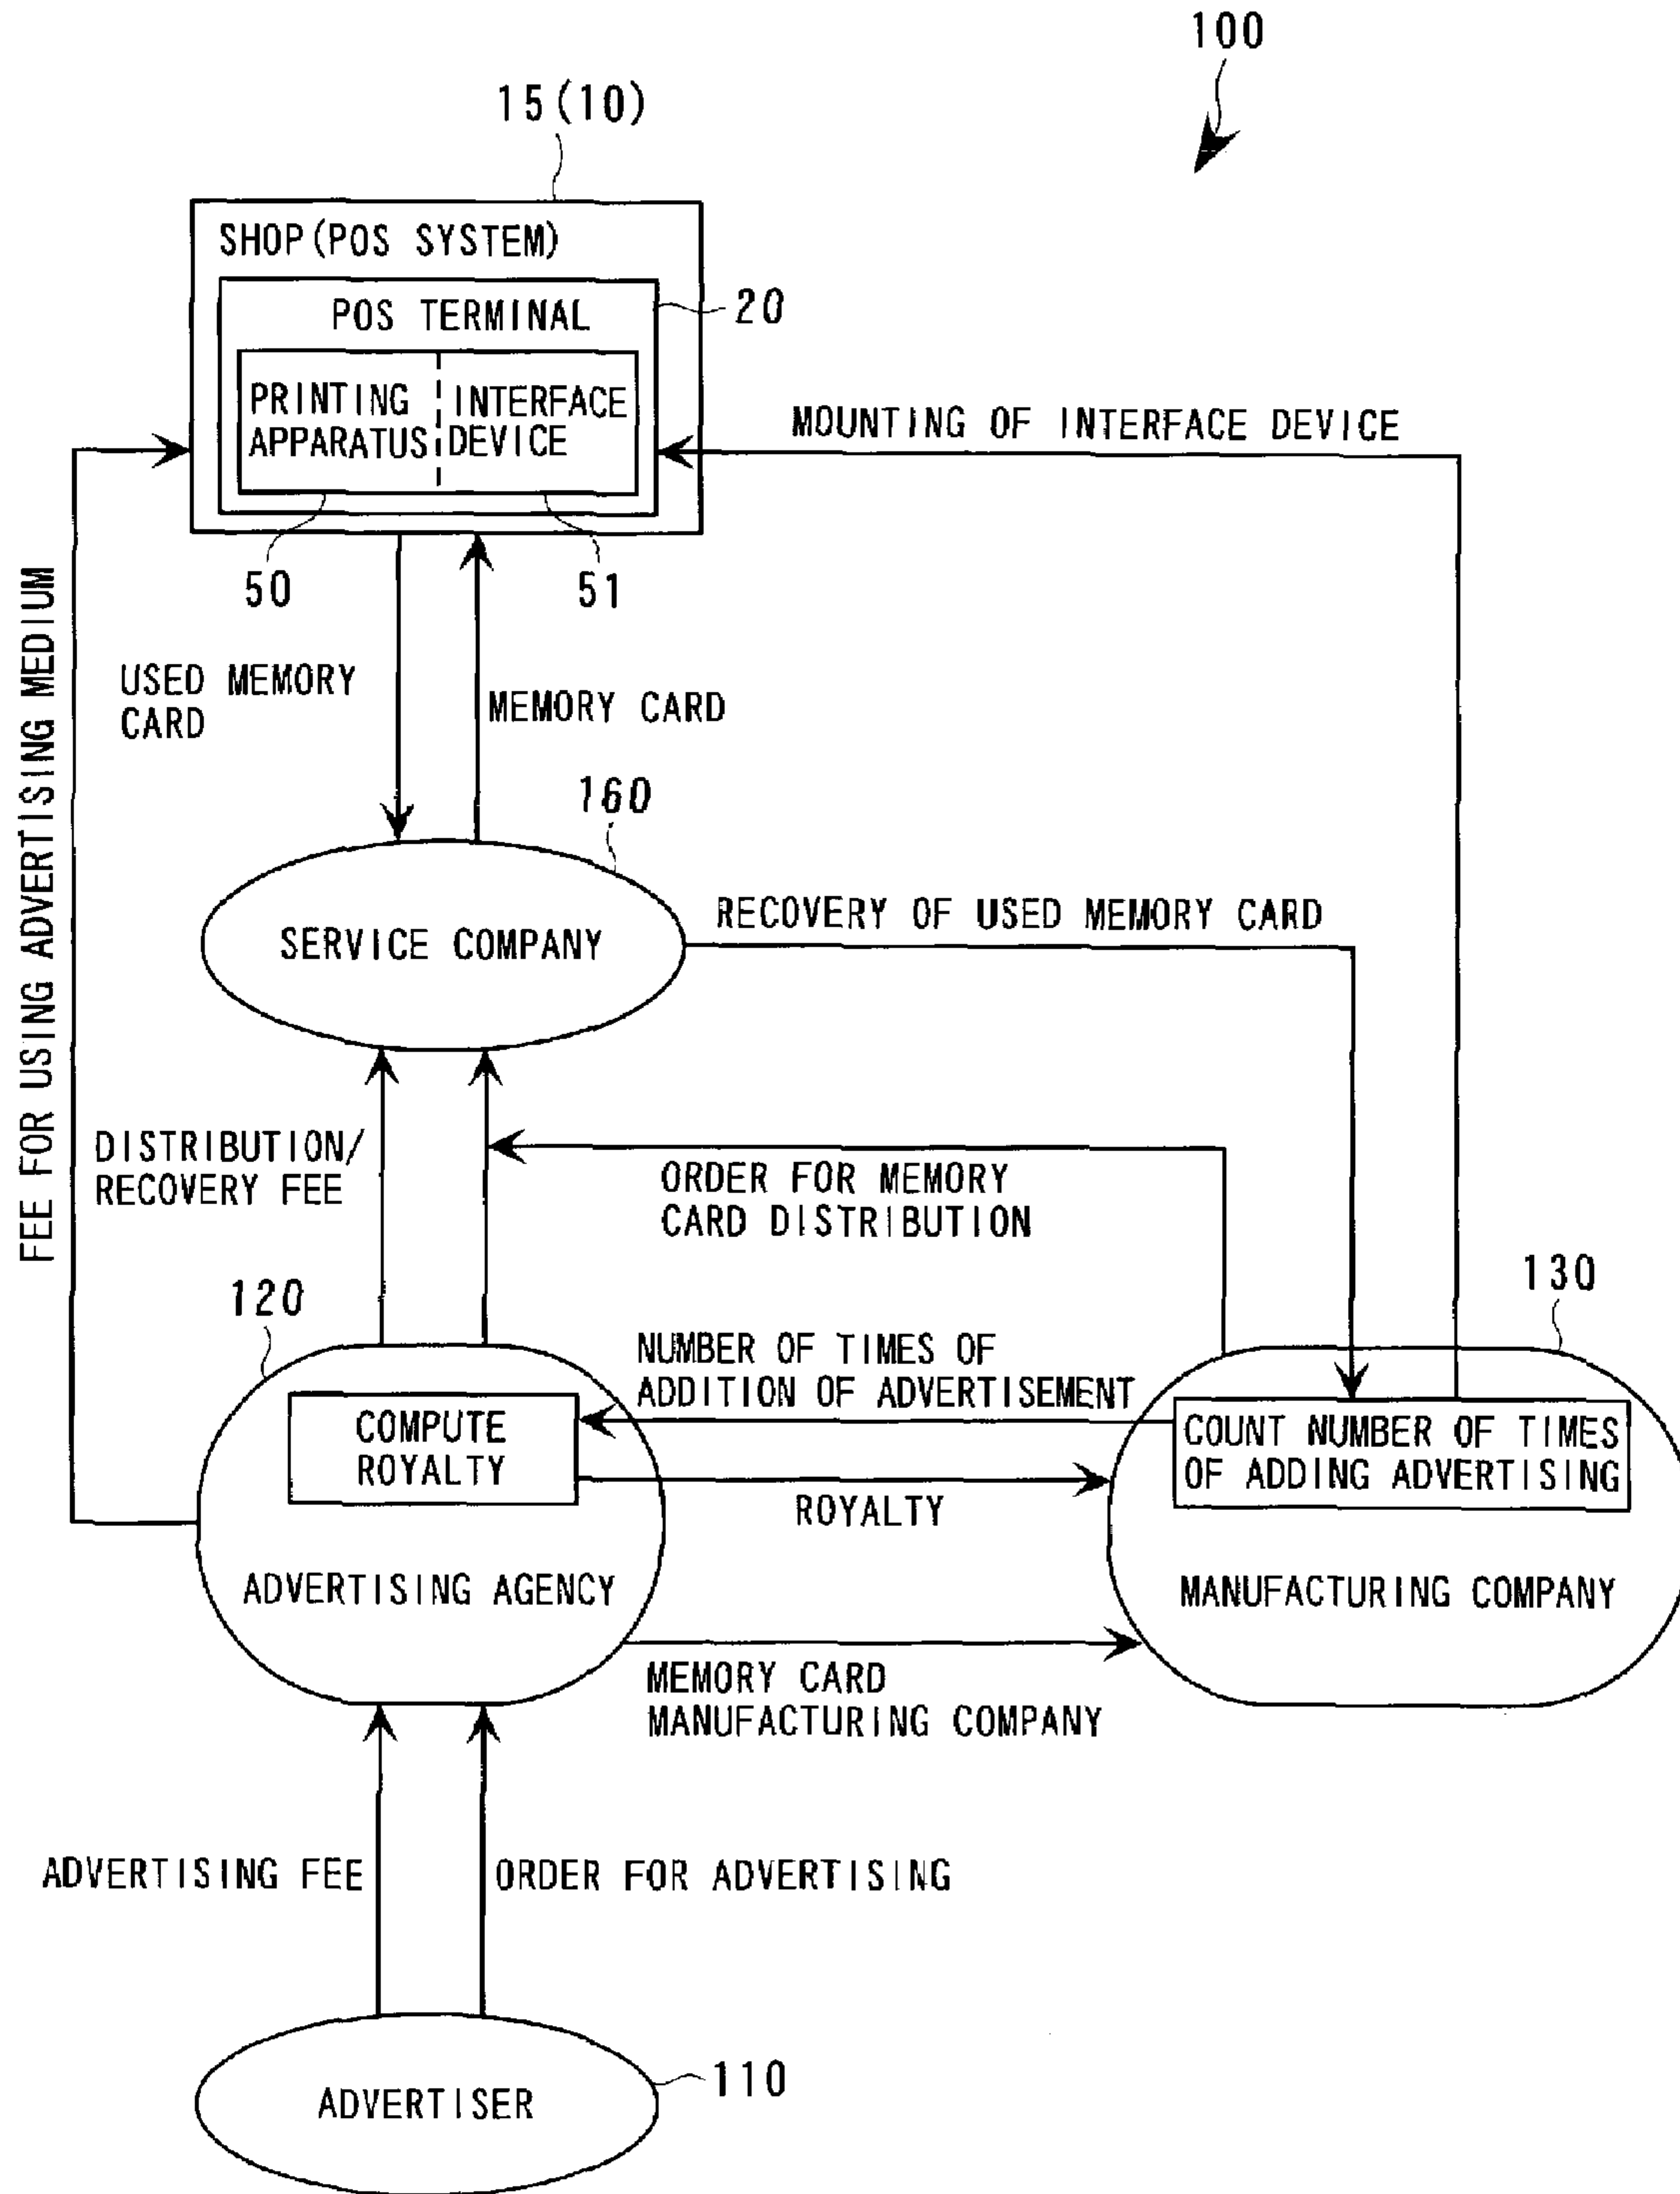 100
15(10)
SHOP(POS SYSTEM)
POS TERMINAL
20
PRINTING
APPARATUS
INTERFACE
DEVICE
MOUNTING OF INTERFACE DEVICE
50
51
FEE FOR USING ADVERTISING MEDIUM
USED MEMORY
CARD
MEMORY CARD
160
SERVICE COMPANY
RECOVERY OF USED MEMORY CARD
DISTRIBUTION/
RECOVERY FEE
ORDER FOR MEMORY
CARD DISTRIBUTION
120
130
NUMBER OF TIMES OF
ADDITION OF ADVERTISEMENT
COMPUTE
ROYALTY
COUNT NUMBER OF TIMES
OF ADDING ADVERTISING
ROYALTY
ADVERTISING AGENCY
MANUFACTURING COMPANY
MEMORY CARD
MANUFACTURING COMPANY
ADVERTISING FEE
ORDER FOR ADVERTISING
ADVERTISER
110